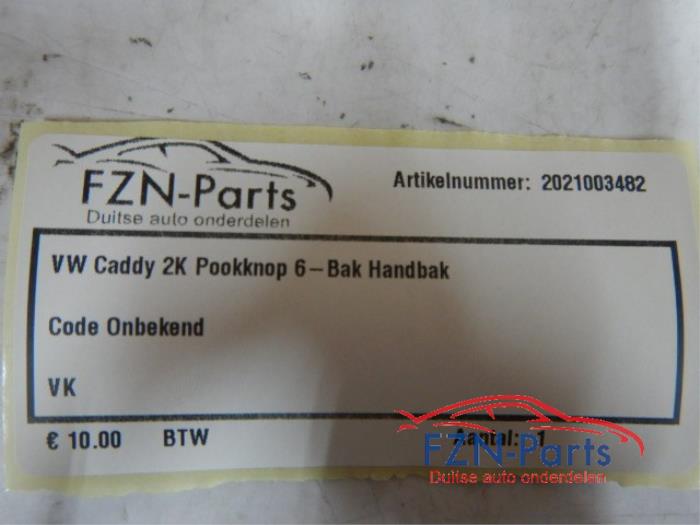 FZN-Parts
Duitse auto onderdelen
Artikelnummer: 2021003482
VW Caddy 2K Pookknop 6-Bak Handbak
Code Onbekend
VK
€ 10.00 BTW Aantal: 1
FZN-Parts
Duitse auto onderdelen